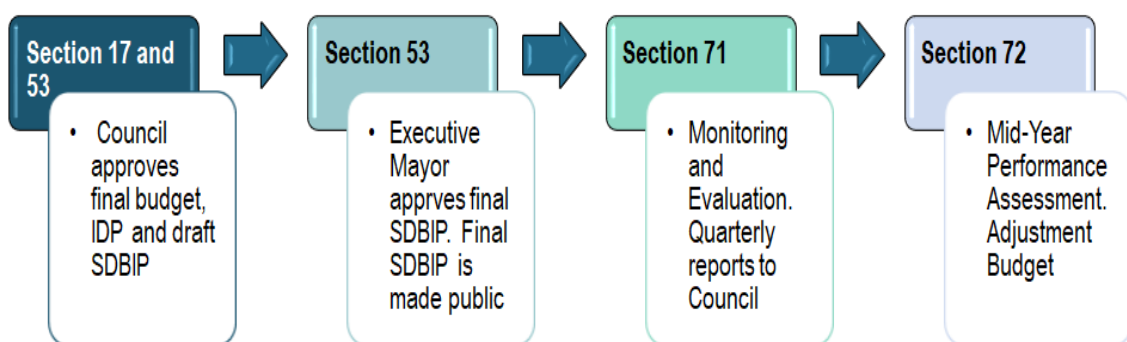 Section 17 and
53
• Council
approves
final budget,
IDP and draft
SDBIP
Section 53
• Executive
Mayor
apprves final
SDBIP. Final
SDBIP is
made public
Section 71
• Monitoring
and
Evaluation.
Quarterly
reports to
Council
Section 72
• Mid-Year
Performance
Assessment.
Adjustment
Budget